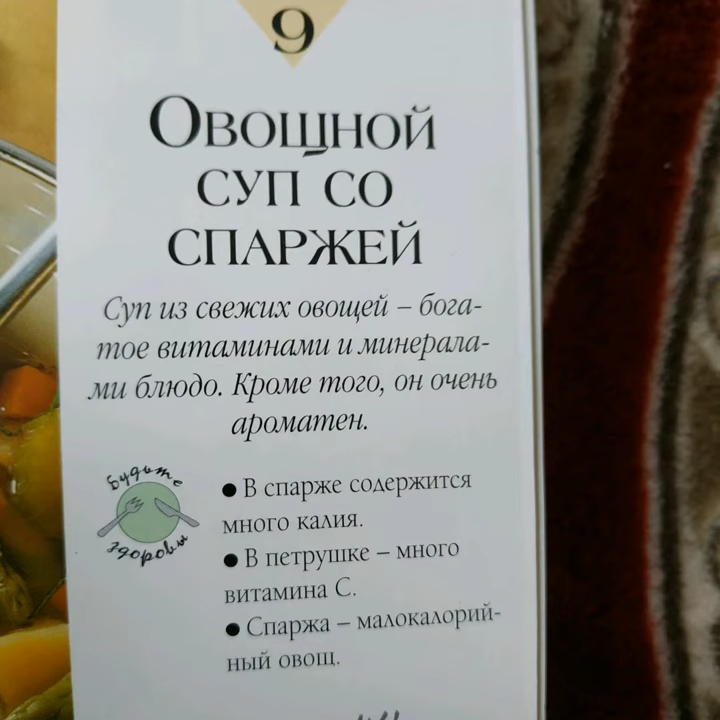 9
Овощной
суп со
спаржей
Суп из свежих овощей – бога-
тое витаминами и минерала-
ми блюдо. Кроме того, он очень
ароматен.
Будьте
здоровы
● В спарже содержится
много калия.
● В петрушке – много
витамина С.
● Спаржа – малокалорий-
ный овощ.